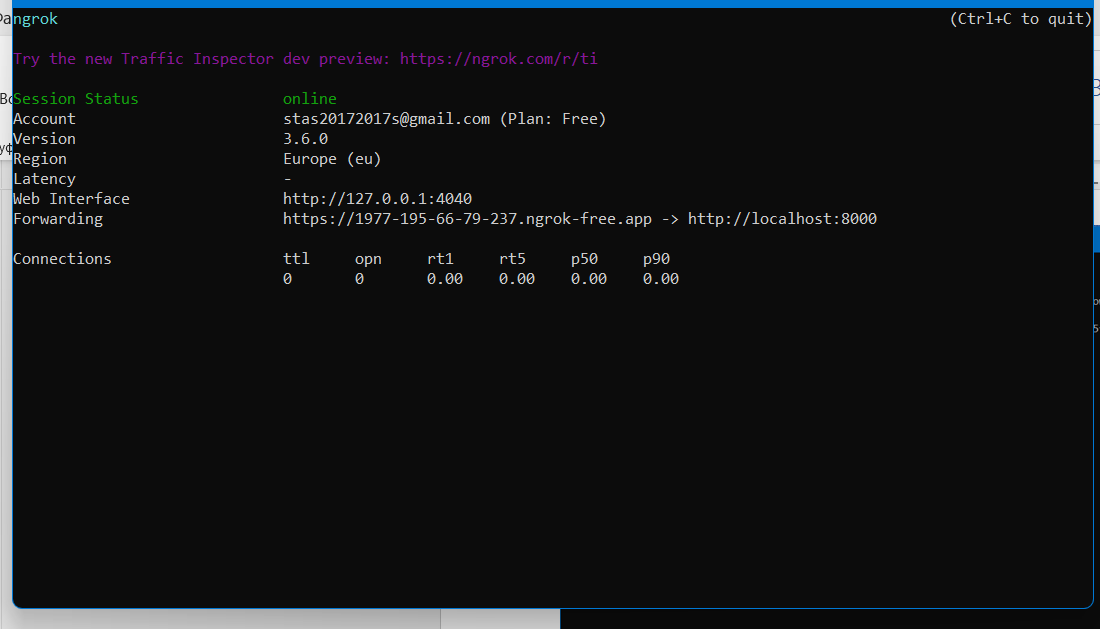 ngrok (Ctrl+C to quit)
Try the new Traffic Inspector dev preview: https://ngrok.com/r/ti
Session Status online
Account stas20172017s@gmail.com (Plan: Free)
Version 3.6.0
Region Europe (eu)
Latency -
Web Interface http://127.0.0.1:4040
Forwarding https://1977-195-66-79-237.ngrok-free.app -> http://localhost:8000
Connections ttl opn rt1 rt5 p50 p90
0 0 0.00 0.00 0.00 0.00